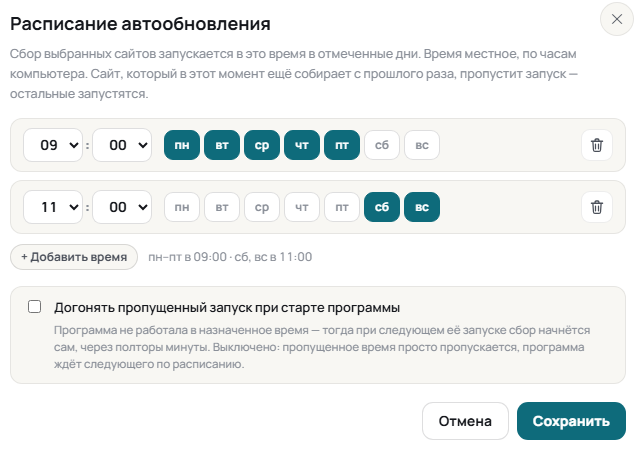 Расписание автообновления
Сбор выбранных сайтов запускается в это время в отмеченные дни. Время местное, по часам
компьютера. Сайт, который в этот момент ещё собирает с прошлого раза, пропустит запуск —
остальные запустятся.
09 : 00 пн вт ср чт пт сб вс
11 : 00 пн вт ср чт пт сб вс
+ Добавить время пн–пт в 09:00 · сб, вс в 11:00
Догонять пропущенный запуск при старте программы
Программа не работала в назначенное время — тогда при следующем её запуске сбор начнётся
сам, через полторы минуты. Выключено: пропущенное время просто пропускается, программа
ждёт следующего по расписанию.
Отмена Сохранить